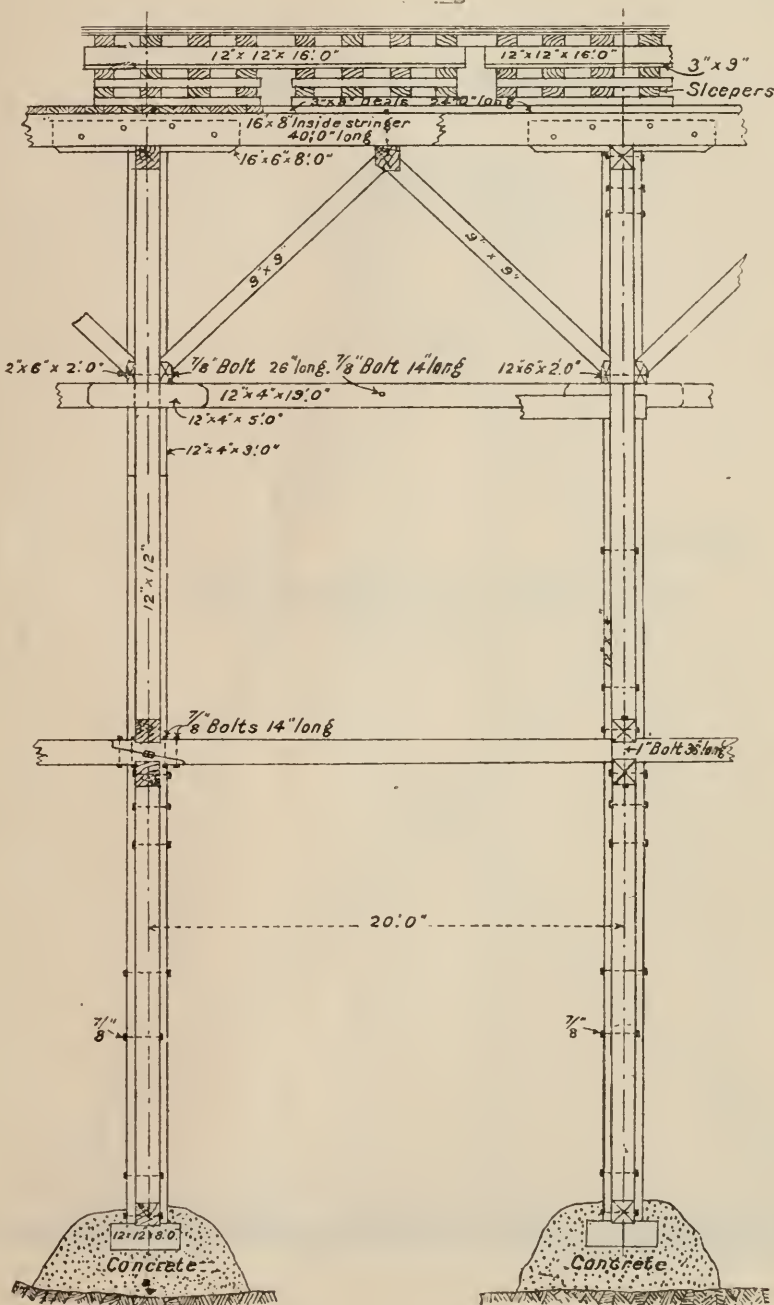 12"x 12"x 16'.0"
12"x 12"x 16'.0"
3"x 9"
Sleepers
3"x 9" Deals 24'.0" long
16"x 8" Inside stringer
40'.0" long
16"x 6"x 8'.0"
9"x 9"
9"x 9"
2"x 6"x 2'.0"
7/8" Bolt 26" long.
7/8" Bolt 14" long
12"x 6"x 2'.0"
12"x 4"x 19'.0"
12"x 4"x 5'.0"
12"x 4"x 3'.0"
12"x 12"
7/8" Bolts 14" long
1" Bolt 36" long
20'.0"
7/8"
7/8"
12"x 12"x 8'.0"
Concrete
Concrete